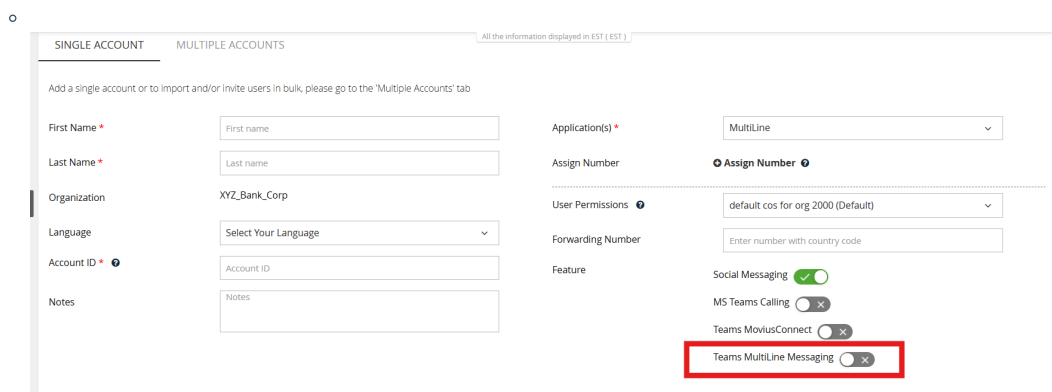 SINGLE ACCOUNT MULTIPLE ACCOUNTS All the information displayed in EST ( EST )
Add a single account or to import and/or invite users in bulk, please go to the 'Multiple Accounts' tab
First Name * First name Application(s) * MultiLine
Last Name * Last name Assign Number Assign Number
Organization XYZ_Bank_Corp User Permissions default cos for org 2000 (Default)
Language Select Your Language Forwarding Number Enter number with country code
Account ID * Account ID Feature Social Messaging
Notes Notes MS Teams Calling
Teams MoviusConnect
Teams MultiLine Messaging